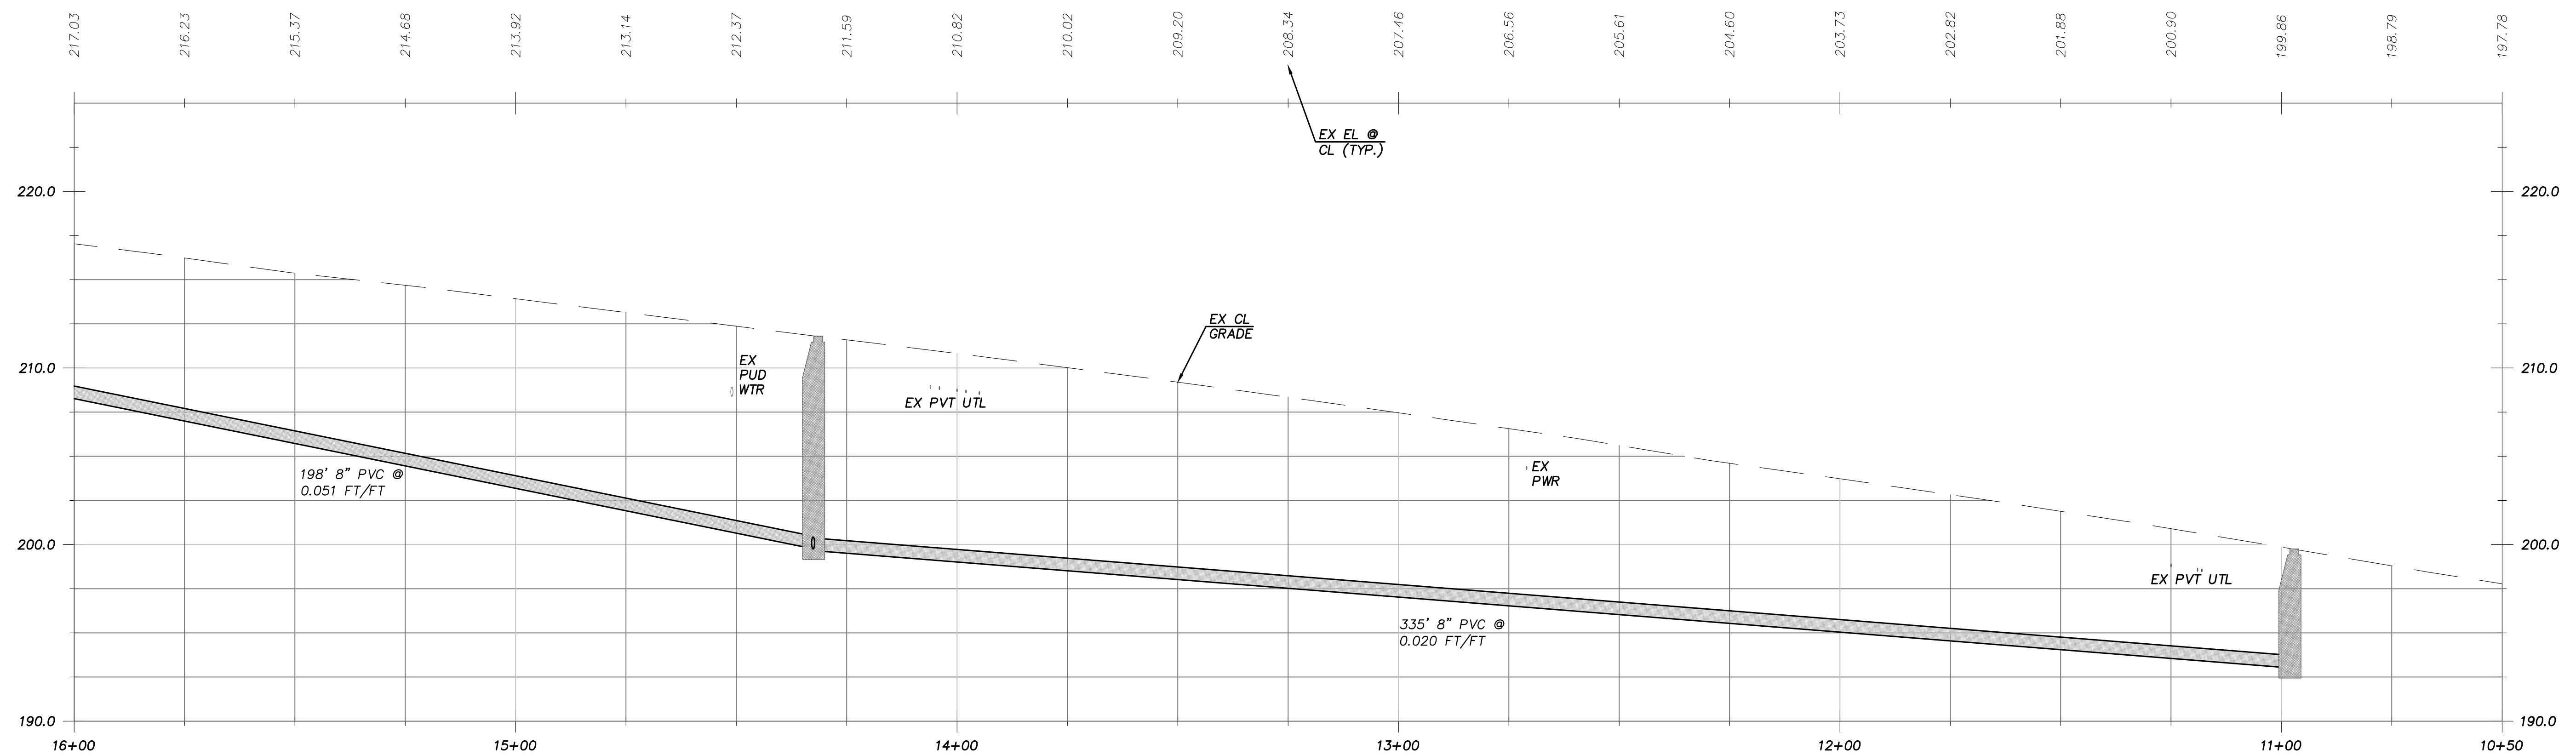 217.03
216.23
215.37
214.68
213.92
213.14
212.37
211.59
210.82
210.02
209.20
208.34
207.46
206.56
205.61
204.60
203.73
202.82
201.88
200.90
199.86
198.79
197.78
EX EL @
CL (TYP.)
220.0
220.0
EX CL
GRADE
210.0
210.0
EX
PUD
WTR
EX PVT UTL
198' 8" PVC @
0.051 FT/FT
EX
PWR
200.0
200.0
EX PVT UTL
335' 8" PVC @
0.020 FT/FT
190.0
190.0
16+00
15+00
14+00
13+00
12+00
11+00
10+50